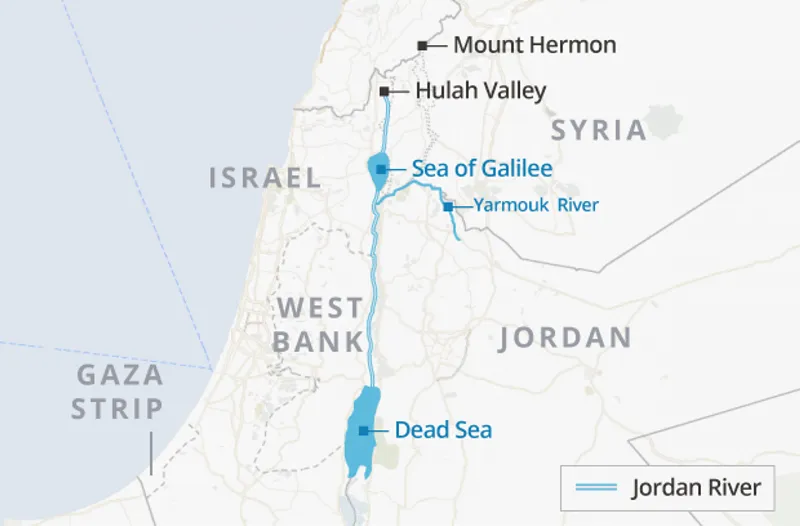 Mount Hermon
Hulah Valley
SYRIA
Sea of Galilee
ISRAEL
Yarmouk River
WEST
BANK
JORDAN
GAZA
STRIP
Dead Sea
Jordan River